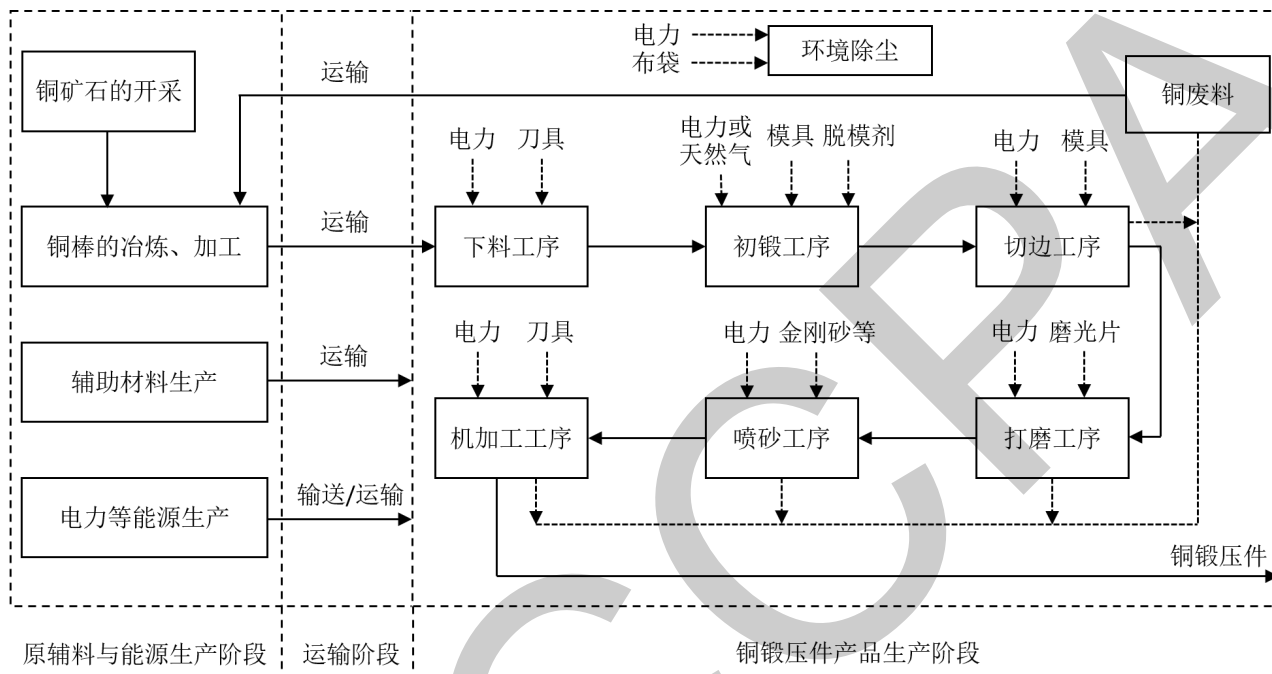 电力
布袋
环境除尘
铜矿石的开采
运输
铜废料
电力 刀具
电力或
天然气
模具 脱模剂
电力 模具
铜棒的冶炼、加工
运输
下料工序
初锻工序
切边工序
辅助材料生产
运输
电力 刀具
电力 金刚砂等
电力 磨光片
机加工工序
喷砂工序
打磨工序
电力等能源生产
输送/运输
铜锻压件
原辅料与能源生产阶段
运输阶段
铜锻压件产品生产阶段
CCPA